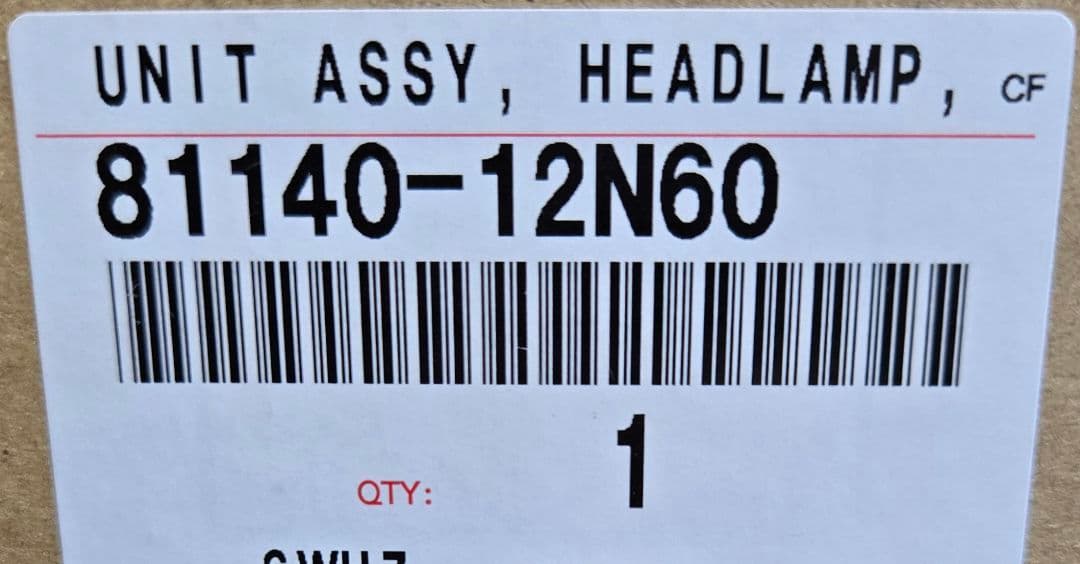 UNIT ASSY, HEADLAMP, CF
81140-12N60
QTY: 1